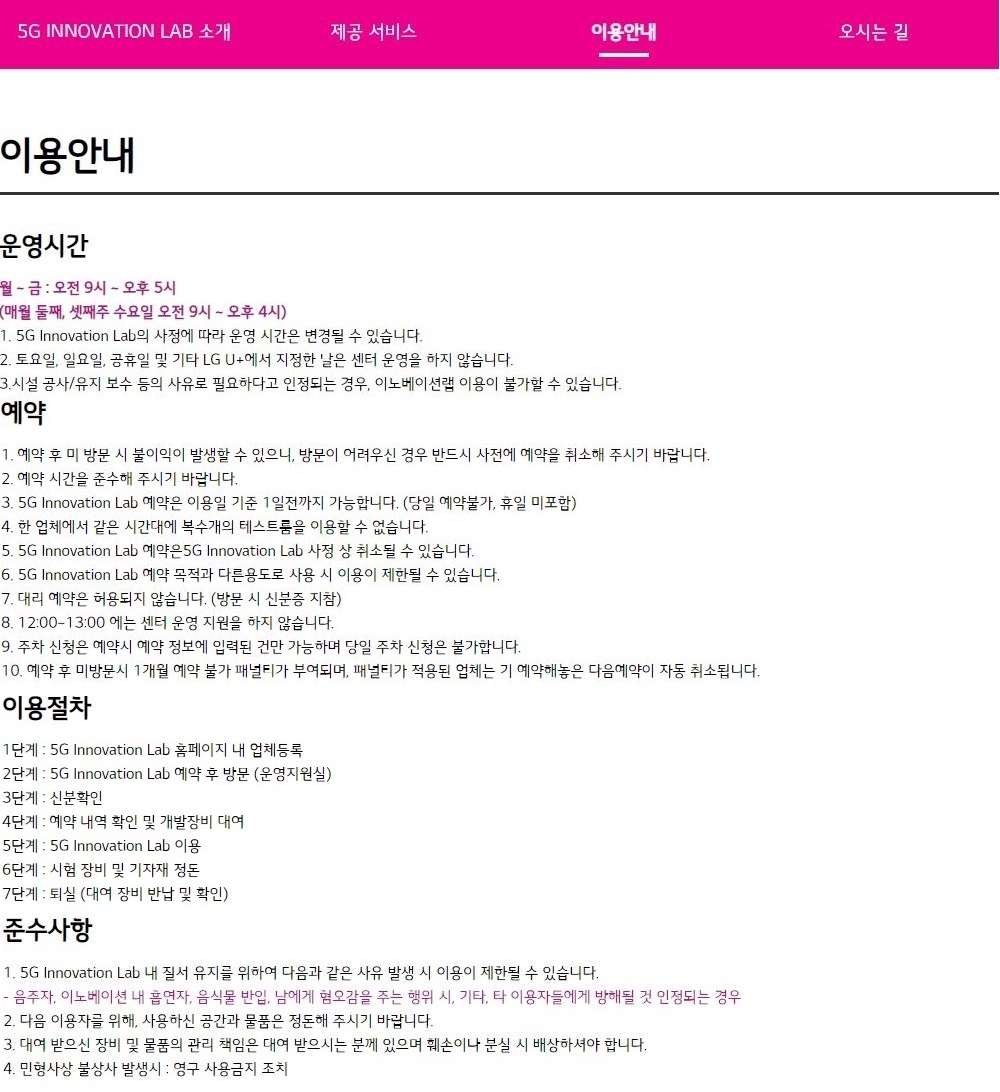 5G INNOVATION LAB 소개 제공 서비스 이용안내 오시는 길
이용안내
운영시간
월 ~ 금 : 오전 9시 ~ 오후 5시
(매월 둘째, 셋째주 수요일 오전 9시 ~ 오후 4시)
1. 5G Innovation Lab의 사정에 따라 운영 시간은 변경될 수 있습니다.
2. 토요일, 일요일, 공휴일 및 기타 LG U+에서 지정한 날은 센터 운영을 하지 않습니다.
3.시설 공사/유지 보수 등의 사유로 필요하다고 인정되는 경우, 이노베이션랩 이용이 불가할 수 있습니다.
예약
1. 예약 후 미 방문 시 불이익이 발생할 수 있으니, 방문이 어려우신 경우 반드시 사전에 예약을 취소해 주시기 바랍니다.
2. 예약 시간을 준수해 주시기 바랍니다.
3. 5G Innovation Lab 예약은 이용일 기준 1일전까지 가능합니다. (당일 예약불가, 휴일 미포함)
4. 한 업체에서 같은 시간대에 복수개의 테스트룸을 이용할 수 없습니다.
5. 5G Innovation Lab 예약은5G Innovation Lab 사정 상 취소될 수 있습니다.
6. 5G Innovation Lab 예약 목적과 다른용도로 사용 시 이용이 제한될 수 있습니다.
7. 대리 예약은 허용되지 않습니다. (방문 시 신분증 지참)
8. 12:00~13:00 에는 센터 운영 지원을 하지 않습니다.
9. 주차 신청은 예약시 예약 정보에 입력된 건만 가능하며 당일 주차 신청은 불가합니다.
10. 예약 후 미방문시 1개월 예약 불가 패널티가 부여되며, 패널티가 적용된 업체는 기 예약해놓은 다음예약이 자동 취소됩니다.
이용절차
1단계 : 5G Innovation Lab 홈페이지 내 업체등록
2단계 : 5G Innovation Lab 예약 후 방문 (운영지원실)
3단계 : 신분확인
4단계 : 예약 내역 확인 및 개발장비 대여
5단계 : 5G Innovation Lab 이용
6단계 : 시험 장비 및 기자재 정돈
7단계 : 퇴실 (대여 장비 반납 및 확인)
준수사항
1. 5G Innovation Lab 내 질서 유지를 위하여 다음과 같은 사유 발생 시 이용이 제한될 수 있습니다.
- 음주자, 이노베이션 내 흡연자, 음식물 반입, 남에게 혐오감을 주는 행위 시, 기타, 타 이용자들에게 방해될 것 인정되는 경우
2. 다음 이용자를 위해, 사용하신 공간과 물품은 정돈해 주시기 바랍니다.
3. 대여 받으신 장비 및 물품의 관리 책임은 대여 받으시는 분께 있으며 훼손이나 분실 시 배상하셔야 합니다.
4. 민형사상 불상사 발생시 : 영구 사용금지 조치